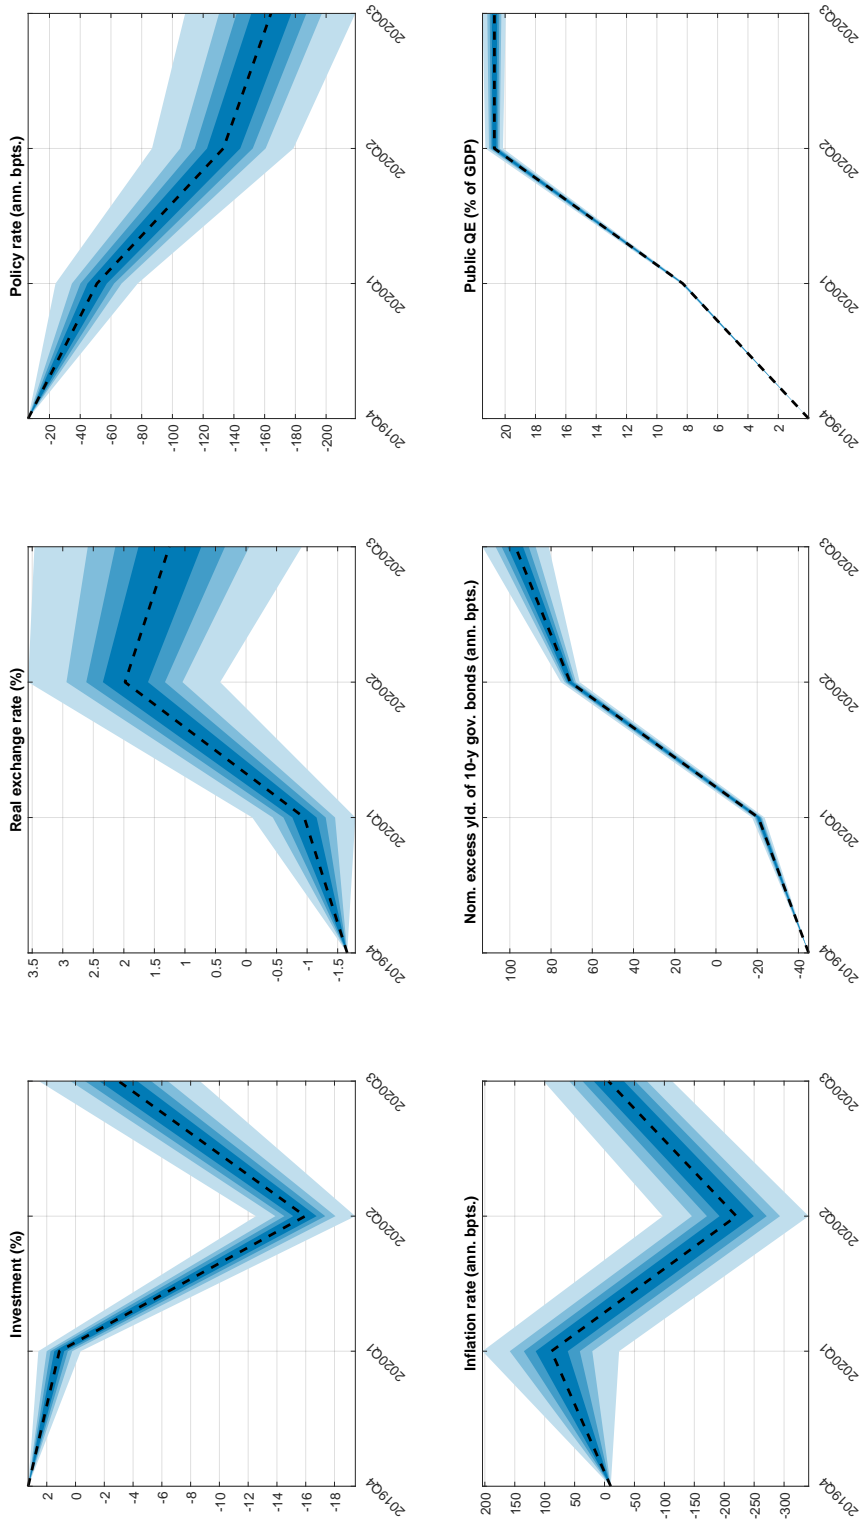 Investment (%)
2
0
-2
-4
-6
-8
-10
-12
-14
-16
-18
2019Q4
2020Q1
2020Q2
2020Q3
Real exchange rate (%)
3.5
3
2.5
2
1.5
1
0.5
0
-0.5
-1
-1.5
2019Q4
2020Q1
2020Q2
2020Q3
Policy rate (ann. bpts.)
-20
-40
-60
-80
-100
-120
-140
-160
-180
-200
2019Q4
2020Q1
2020Q2
2020Q3
Inflation rate (ann. bpts.)
200
150
100
50
0
-50
-100
-150
-200
-250
-300
2019Q4
2020Q1
2020Q2
2020Q3
Nom. excess yld. of 10-y gov. bonds (ann. bpts.)
100
80
60
40
20
0
-20
-40
2019Q4
2020Q1
2020Q2
2020Q3
Public QE (% of GDP)
20
18
16
14
12
10
8
6
4
2
2019Q4
2020Q1
2020Q2
2020Q3